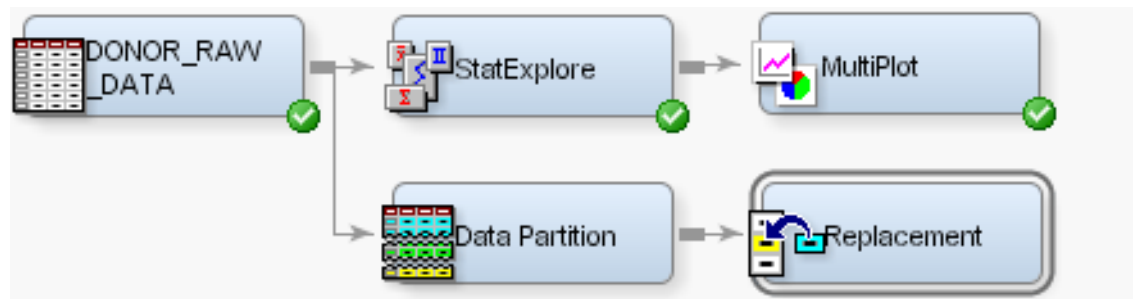 DONOR_RAW
_DATA
StatExplore
MultiPlot
Data Partition
Replacement